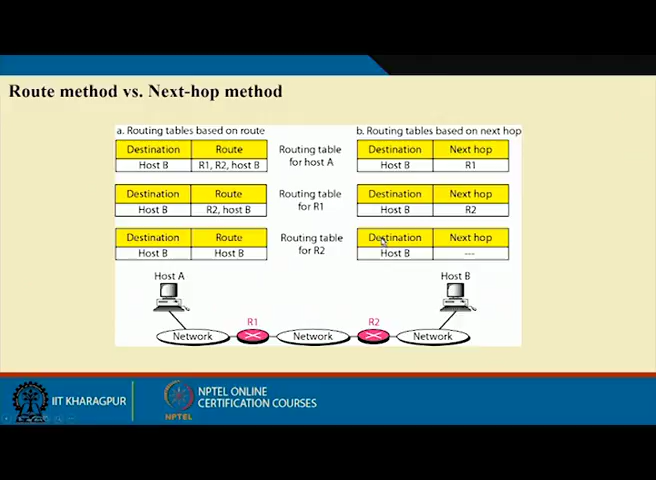 Route method vs. Next-hop method
a. Routing tables based on route
b. Routing tables based on next hop
Destination Route
Host B R1, R2, host B
Routing table
for host A
Destination Next hop
Host B R1
Destination Route
Host B R2, host B
Routing table
for R1
Destination Next hop
Host B R2
Destination Route
Host B Host B
Routing table
for R2
Destination Next hop
Host B ---
Host A
Host B
R1
R2
Network
Network
Network
IIT KHARAGPUR
NPTEL
NPTEL ONLINE
CERTIFICATION COURSES